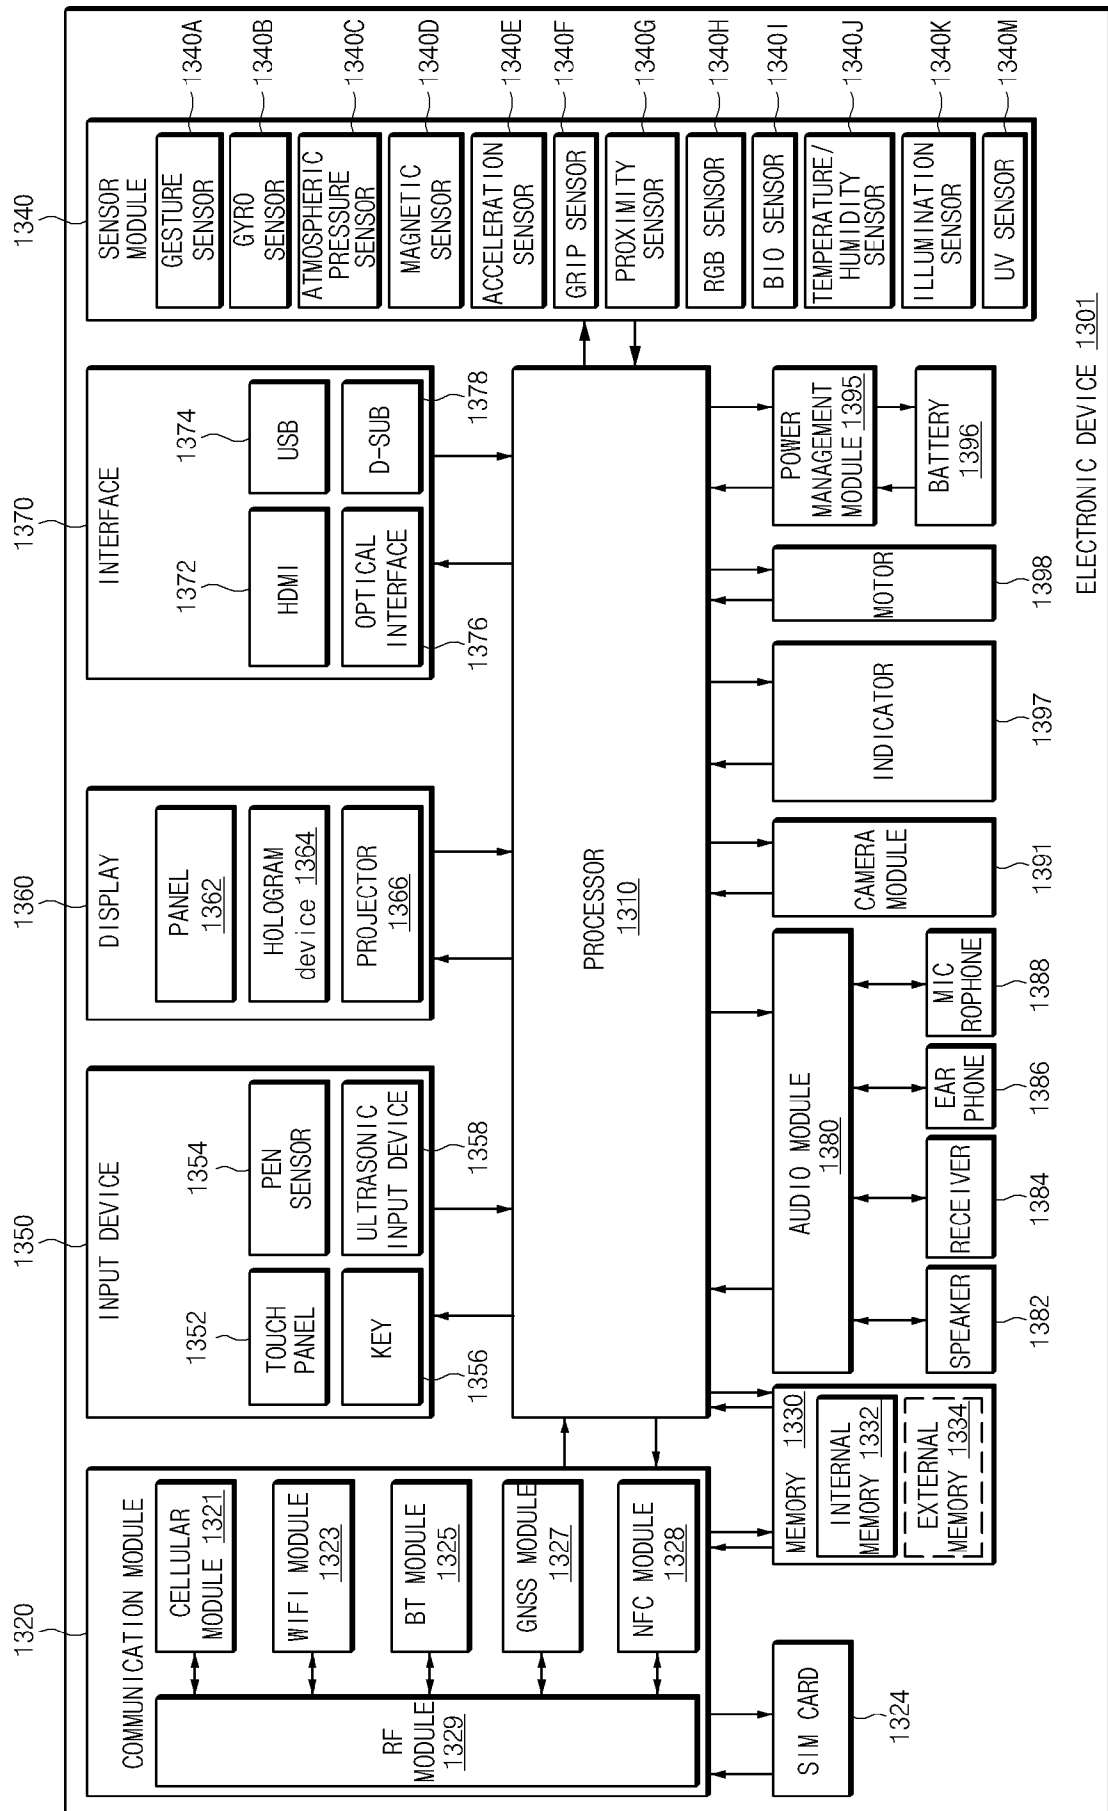 1320
COMMUNICATION MODULE
CELLULAR
MODULE 1321
WIFI MODULE
1323
BT MODULE
1325
GNSS MODULE
1327
NFC MODULE
1328
RF
MODULE
1329
SIM CARD
1324
1350
INPUT DEVICE
1352
TOUCH
PANEL
1354
PEN
SENSOR
KEY
1356
ULTRASONIC
INPUT DEVICE
1358
1360
DISPLAY
PANEL
1362
HOLOGRAM
device 1364
PROJECTOR
1366
1370
INTERFACE
1372
HDMI
1374
USB
OPTICAL
INTERFACE
1376
D-SUB
1378
1340
SENSOR
MODULE
GESTURE
SENSOR
1340A
GYRO
SENSOR
1340B
ATMOSPHERIC
PRESSURE
SENSOR
1340C
MAGNETIC
SENSOR
1340D
ACCELERATION
SENSOR
1340E
GRIP SENSOR
1340F
PROXIMITY
SENSOR
1340G
RGB SENSOR
1340H
BIO SENSOR
1340I
TEMPERATURE/
HUMIDITY
SENSOR
1340J
ILLUMINATION
SENSOR
1340K
UV SENSOR
1340M
PROCESSOR
1310
MEMORY 1330
INTERNAL
MEMORY 1332
EXTERNAL
MEMORY 1334
AUDIO MODULE
1380
SPEAKER
1382
RECEIVER
1384
EAR
PHONE
1386
MIC
ROPHONE
1388
CAMERA
MODULE
1391
INDICATOR
1397
MOTOR
1398
POWER
MANAGEMENT
MODULE 1395
BATTERY
1396
ELECTRONIC DEVICE 1301